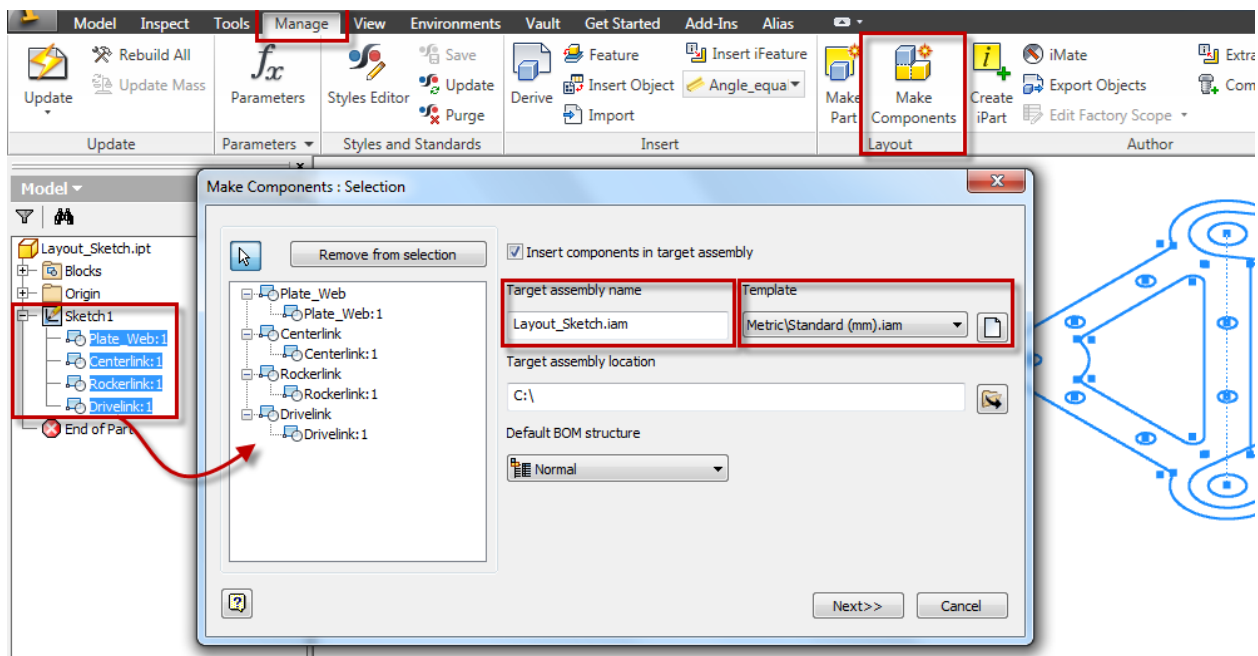 Model Inspect Tools Manage View Environments Vault Get Started Add-Ins Alias
Update
Rebuild All
Update Mass
Update
fx
Parameters
Parameters
Styles Editor
Save
Update
Purge
Styles and Standards
Derive
Feature
Insert Object
Import
Insert iFeature
Angle_equa
Insert
Make
Part
Make
Components
Layout
Create
iPart
iMate
Export Objects
Edit Factory Scope
Extra
Com
Author
Model
Layout_Sketch.ipt
Blocks
Origin
Sketch1
Plate_Web:1
Centerlink:1
Rockerlink:1
Drivelink:1
End of Part
Make Components : Selection
Remove from selection
Plate_Web
Plate_Web:1
Centerlink
Centerlink:1
Rockerlink
Rockerlink:1
Drivelink
Drivelink:1
Insert components in target assembly
Target assembly name
Template
Layout_Sketch.iam
Metric\Standard (mm).iam
Target assembly location
C:\
Default BOM structure
Normal
Next>>
Cancel